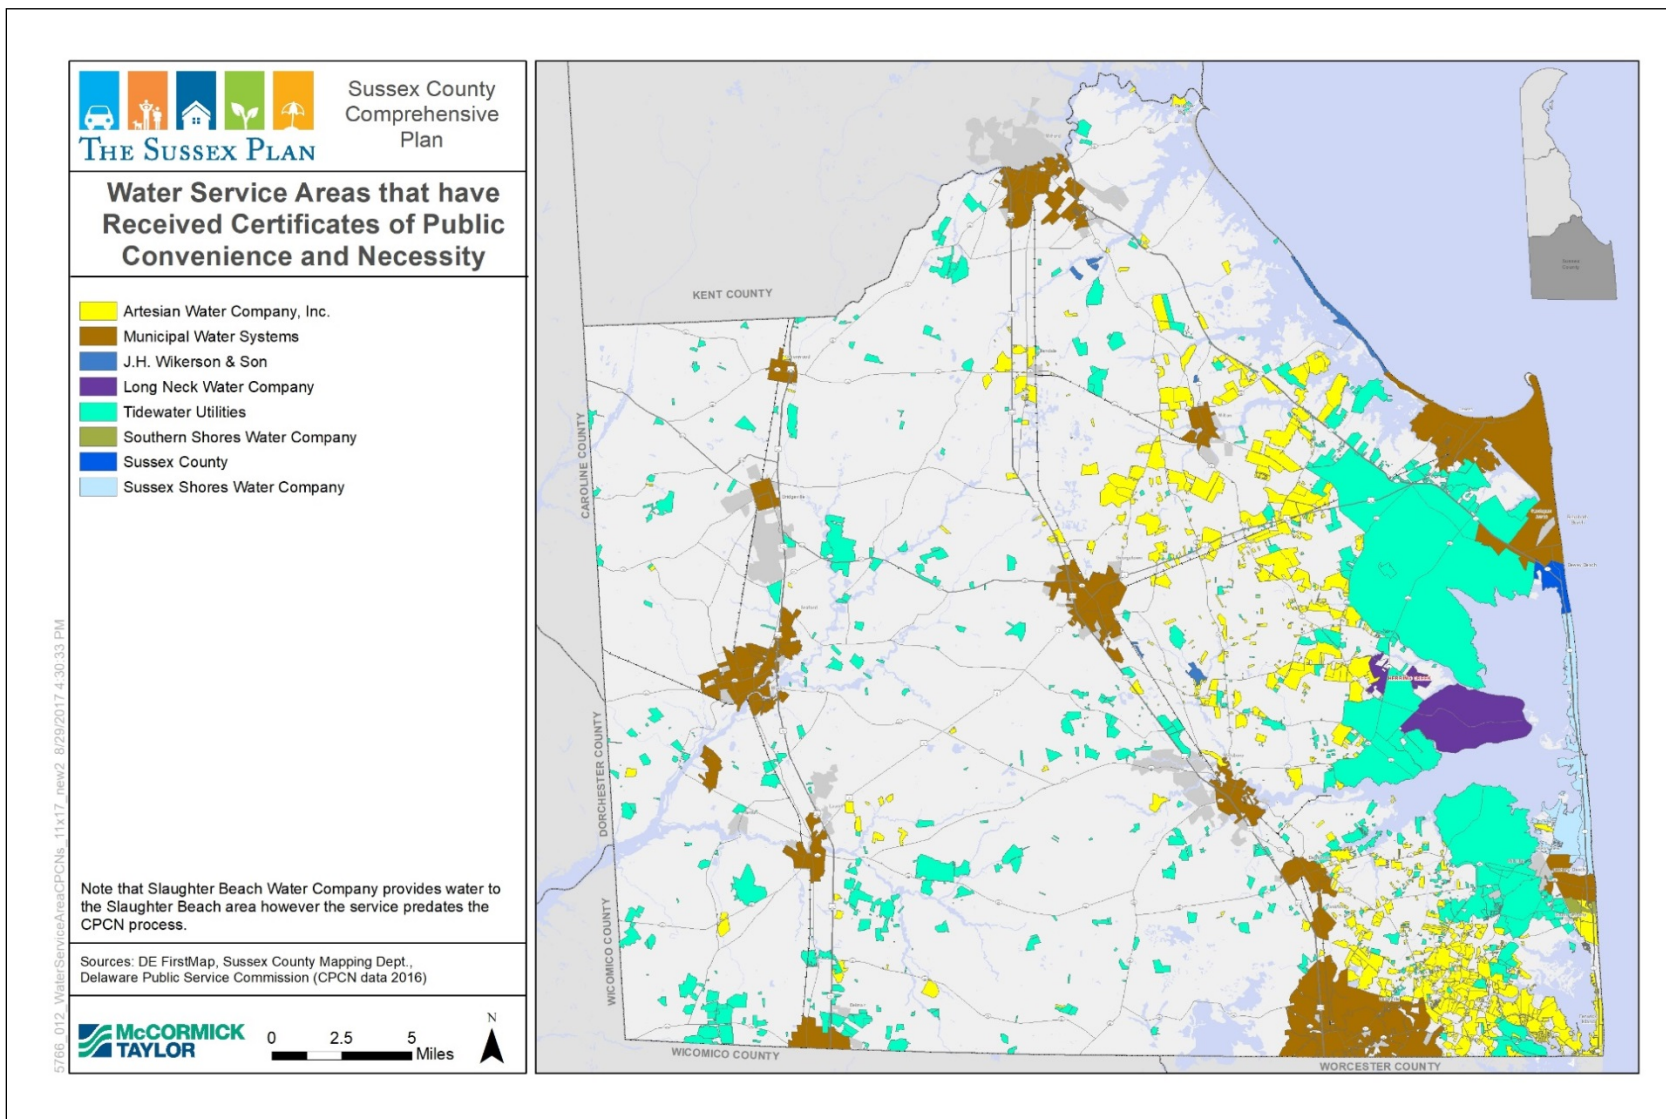 THE SUSSEX PLAN
Sussex County
Comprehensive
Plan
Water Service Areas that have
Received Certificates of Public
Convenience and Necessity
Artesian Water Company, Inc.
Municipal Water Systems
J.H. Wikerson & Son
Long Neck Water Company
Tidewater Utilities
Southern Shores Water Company
Sussex County
Sussex Shores Water Company
Note that Slaughter Beach Water Company provides water to
the Slaughter Beach area however the service predates the
CPCN process.
Sources: DE FirstMap, Sussex County Mapping Dept.,
Delaware Public Service Commission (CPCN data 2016)
McCORMICK
TAYLOR
0 2.5 5
Miles
N
5766_012_WaterServiceAreaCPCNs_11x17_new2 8/29/2017 4:30:33 PM
KENT COUNTY
CAROLINE COUNTY
DORCHESTER COUNTY
WICOMICO COUNTY
WICOMICO COUNTY
WORCESTER COUNTY
Sussex
County